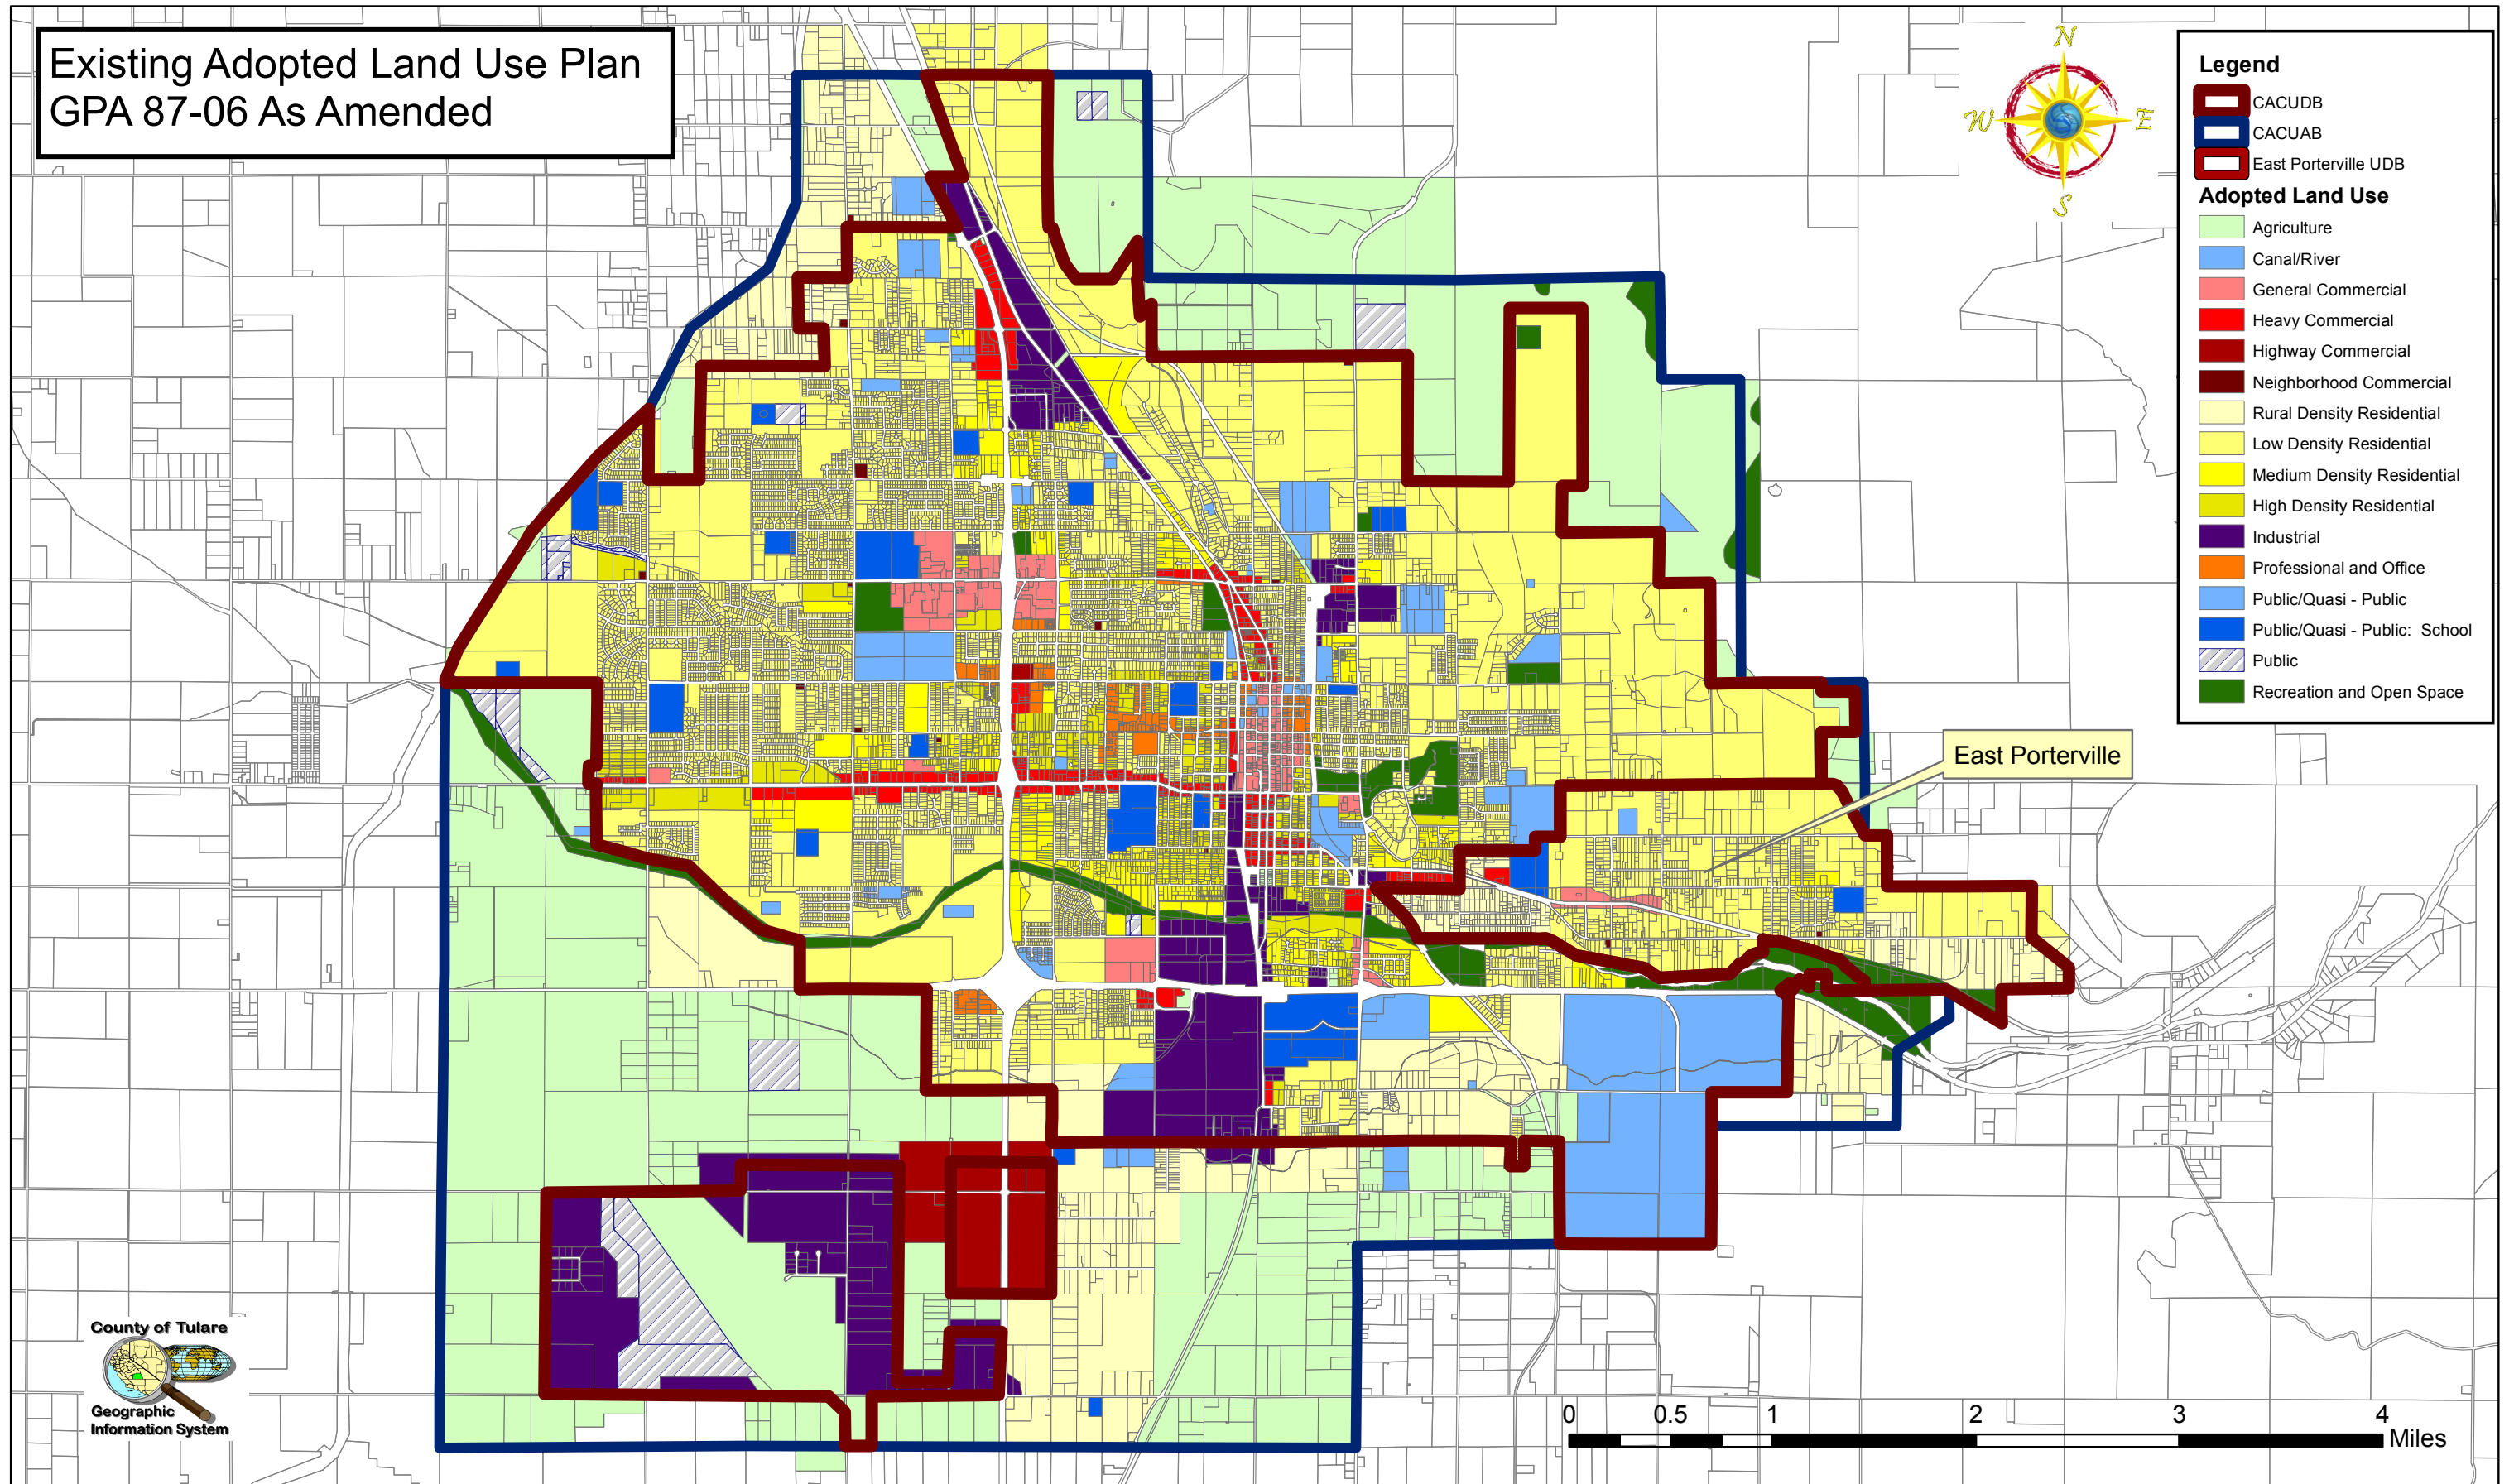 Existing Adopted Land Use Plan
GPA 87-06 As Amended
N
W
E
S
Legend
CACUDB
CACUAB
East Porterville UDB
Adopted Land Use
Agriculture
Canal/River
General Commercial
Heavy Commercial
Highway Commercial
Neighborhood Commercial
Rural Density Residential
Low Density Residential
Medium Density Residential
High Density Residential
Industrial
Professional and Office
Public/Quasi - Public
Public/Quasi - Public:  School
Public
Recreation and Open Space
East Porterville
County of Tulare
Geographic
Information System
0 0.5 1 2 3 4
Miles